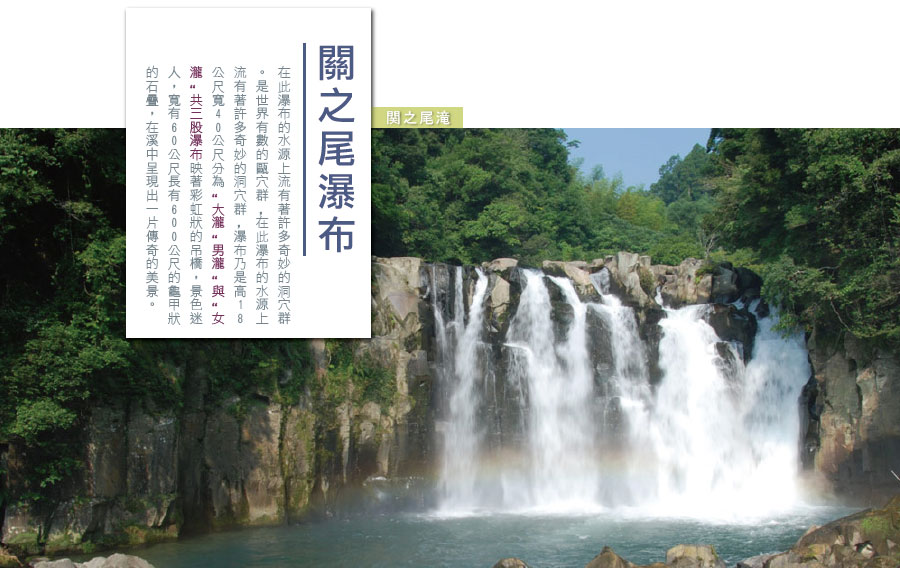 關之尾瀑布
在此瀑布的水源上流有著許多奇妙的洞穴群
。是世界有數的甌穴群,在此瀑布的水源上
流有著許多奇妙的洞穴群,瀑布乃是高18
公尺寬40公尺分為“大瀧“男瀧“與“女
瀧“共三股瀑布映著彩虹狀的吊橋,景色迷
人,寬有60公尺長有600公尺的龜甲狀
的石疊,在溪中呈現出一片傳奇的美景。
関之尾滝